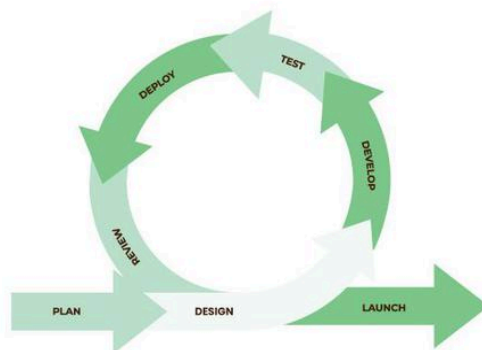 TEST
DEPLOY
DEVELOP
REVIEW
PLAN
DESIGN
LAUNCH